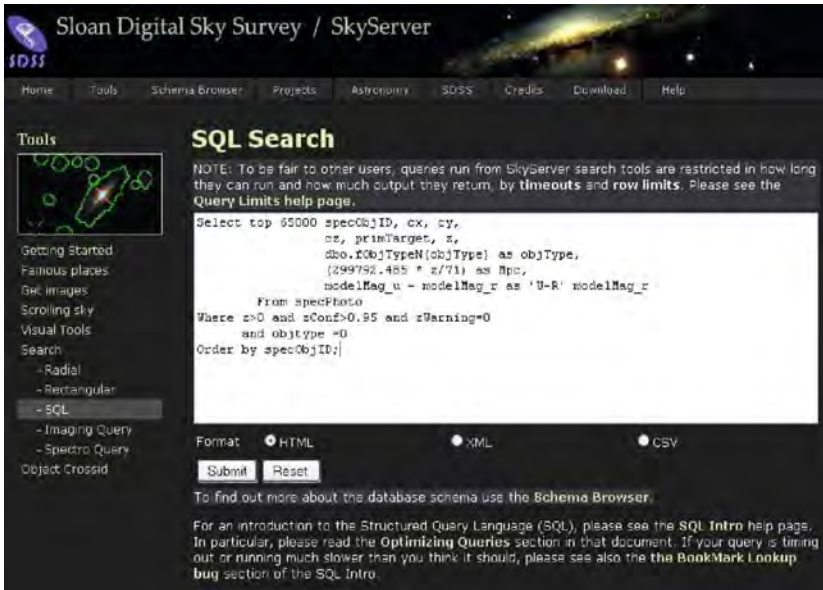 Sloan Digital Sky Survey / SkyServer
SDSS
Home Tools Schema Browser Projects Astronomy SDSS Credits Download Help
Tools
Getting Started
Famous places
Get images
Scrolling sky
Visual Tools
Search
- Radial
- Rectangular
- SQL
- Imaging Query
- Spectro Query
Object Crossid
SQL Search
NOTE: To be fair to other users, queries run from SkyServer search tools are restricted in how long
they can run and how much output they return, by timeouts and row limits. Please see the
Query Limits help page.
Select top 65000 specObjID, cx, cy,
cz, primTarget, z,
dbo.fObjTypeN(objType) as objType,
(299792.485 * z/71) as Mpc,
modelMag_u - modelMag_r as 'U-R' modelMag_r
From specPhoto
Where z>0 and zConf>0.95 and zWarning=0
and objtype =0
Order by specObjID;
Format HTML XML CSV
Submit Reset
To find out more about the database schema use the Schema Browser.
For an introduction to the Structured Query Language (SQL), please see the SQL Intro help page.
In particular, please read the Optimizing Queries section in that document. If your query is timing
out or running much slower than you think it should, please see also the the BookMark Lookup
bug section of the SQL Intro.